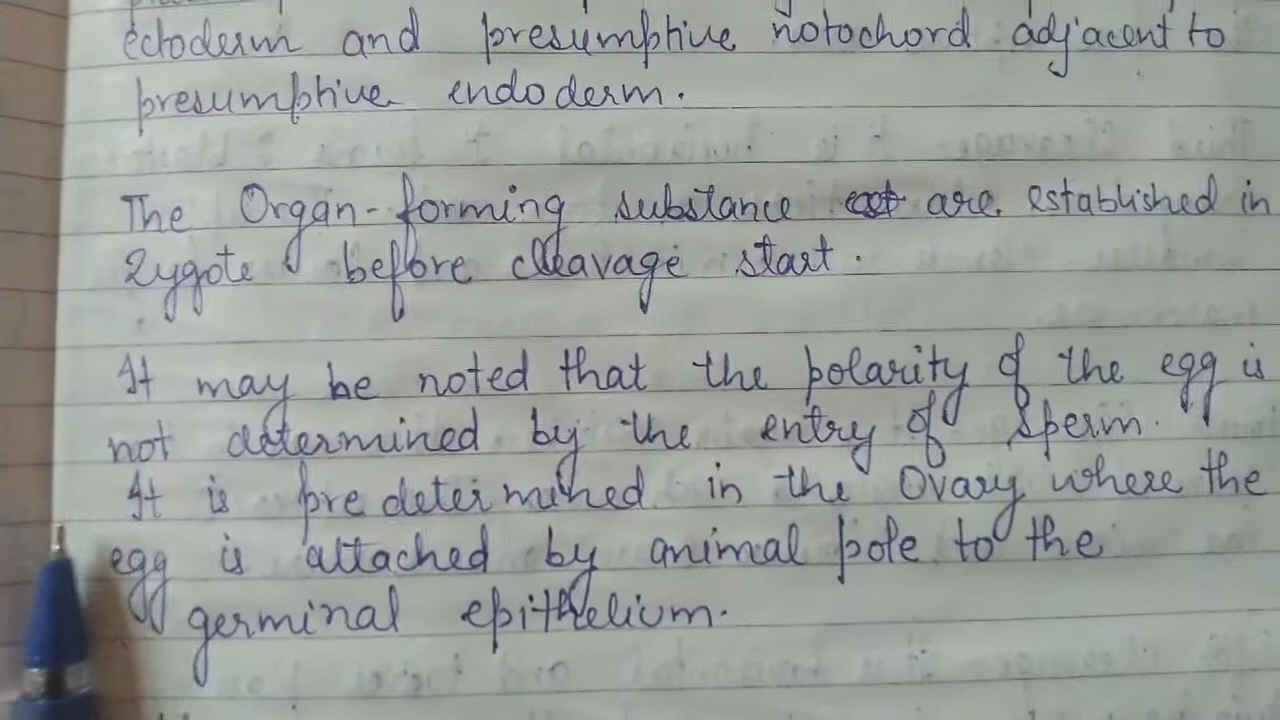 ectoderm and presumptive notochord adjacent to
presumptive endoderm.
The Organ-forming substance are established in
Zygote before cleavage start.
It may be noted that the polarity of the egg is
not determined by the entry of sperm.
It is predetermined in the Ovary where the
egg is attached by animal pole to the
germinal epithelium.